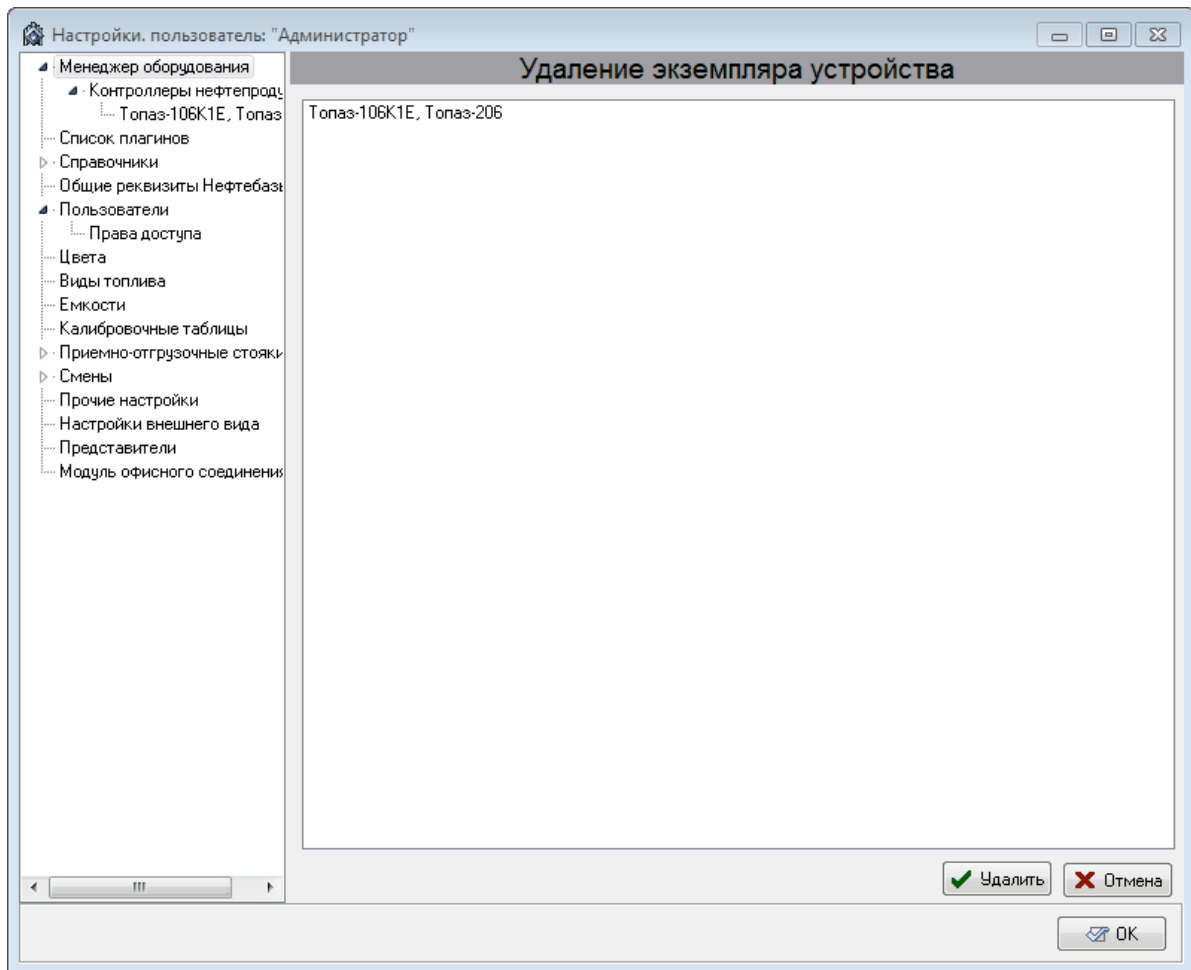 Настройки. пользователь: "Администратор"
Менеджер оборудования
Контроллеры нефтепроду
Топаз-106К1Е, Топаз
Список плагинов
Справочники
Общие реквизиты Нефтебазы
Пользователи
Права доступа
Цвета
Виды топлива
Емкости
Калибровочные таблицы
Приемно-отгрузочные стояки
Смены
Прочие настройки
Настройки внешнего вида
Представители
Модуль офисного соединения
Удаление экземпляра устройства
Топаз-106К1Е, Топаз-206
Удалить
Отмена
OK